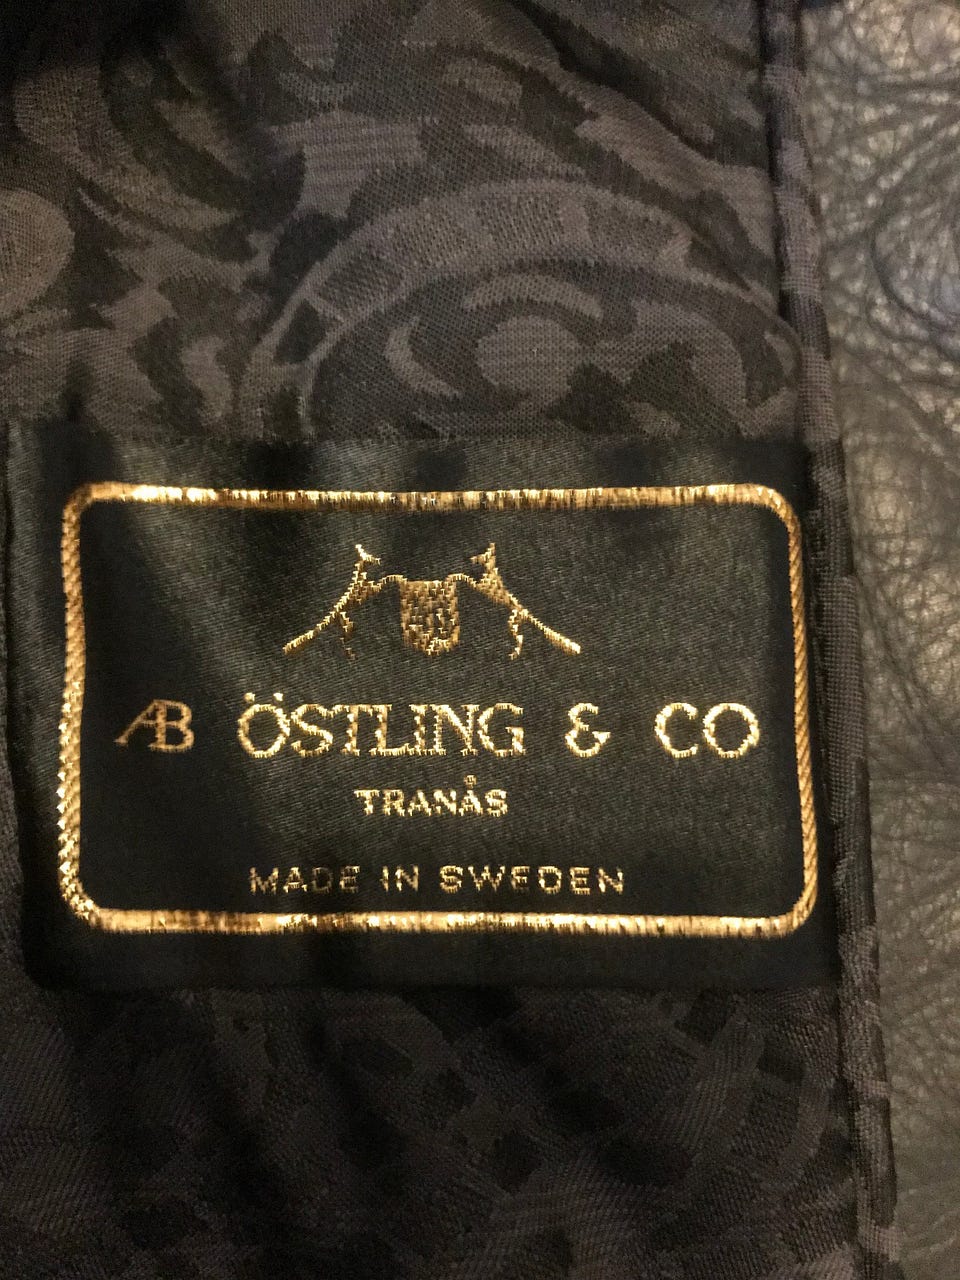 AB ÖSTLING & CO
TRANÅS
MADE IN SWEDEN